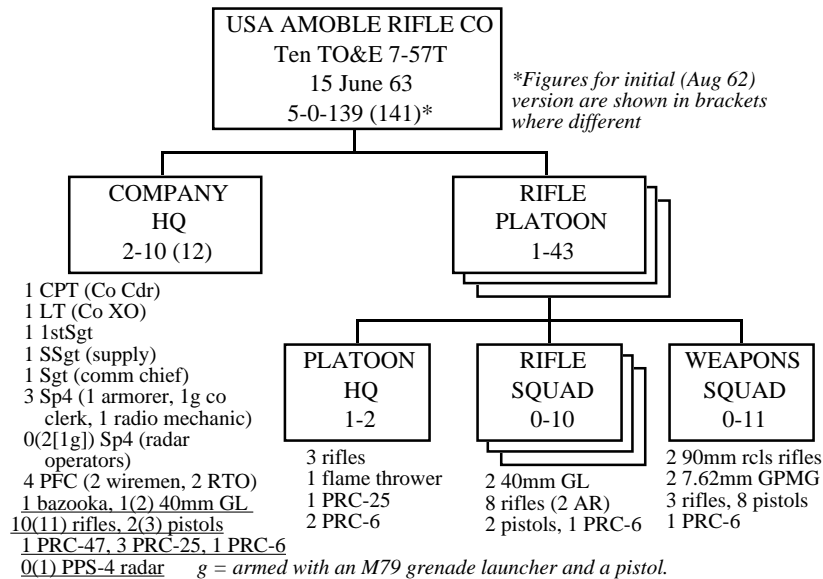 USA AMOBLE RIFLE CO
Ten TO&E 7-57T
15 June 63
5-0-139 (141)*
*Figures for initial (Aug 62)
version are shown in brackets
where different
COMPANY
HQ
2-10 (12)
RIFLE
PLATOON
1-43
1 CPT (Co Cdr)
1 LT (Co XO)
1 1stSgt
1 SSgt (supply)
1 Sgt (comm chief)
3 Sp4 (1 armorer, 1g co
clerk, 1 radio mechanic)
0(2[1g]) Sp4 (radar
operators)
4 PFC (2 wiremen, 2 RTO)
1 bazooka, 1(2) 40mm GL
10(11) rifles, 2(3) pistols
1 PRC-47, 3 PRC-25, 1 PRC-6
0(1) PPS-4 radar
PLATOON
HQ
1-2
3 rifles
1 flame thrower
1 PRC-25
2 PRC-6
RIFLE
SQUAD
0-10
2 40mm GL
8 rifles (2 AR)
2 pistols, 1 PRC-6
WEAPONS
SQUAD
0-11
2 90mm rcls rifles
2 7.62mm GPMG
3 rifles, 8 pistols
1 PRC-6
g = armed with an M79 grenade launcher and a pistol.